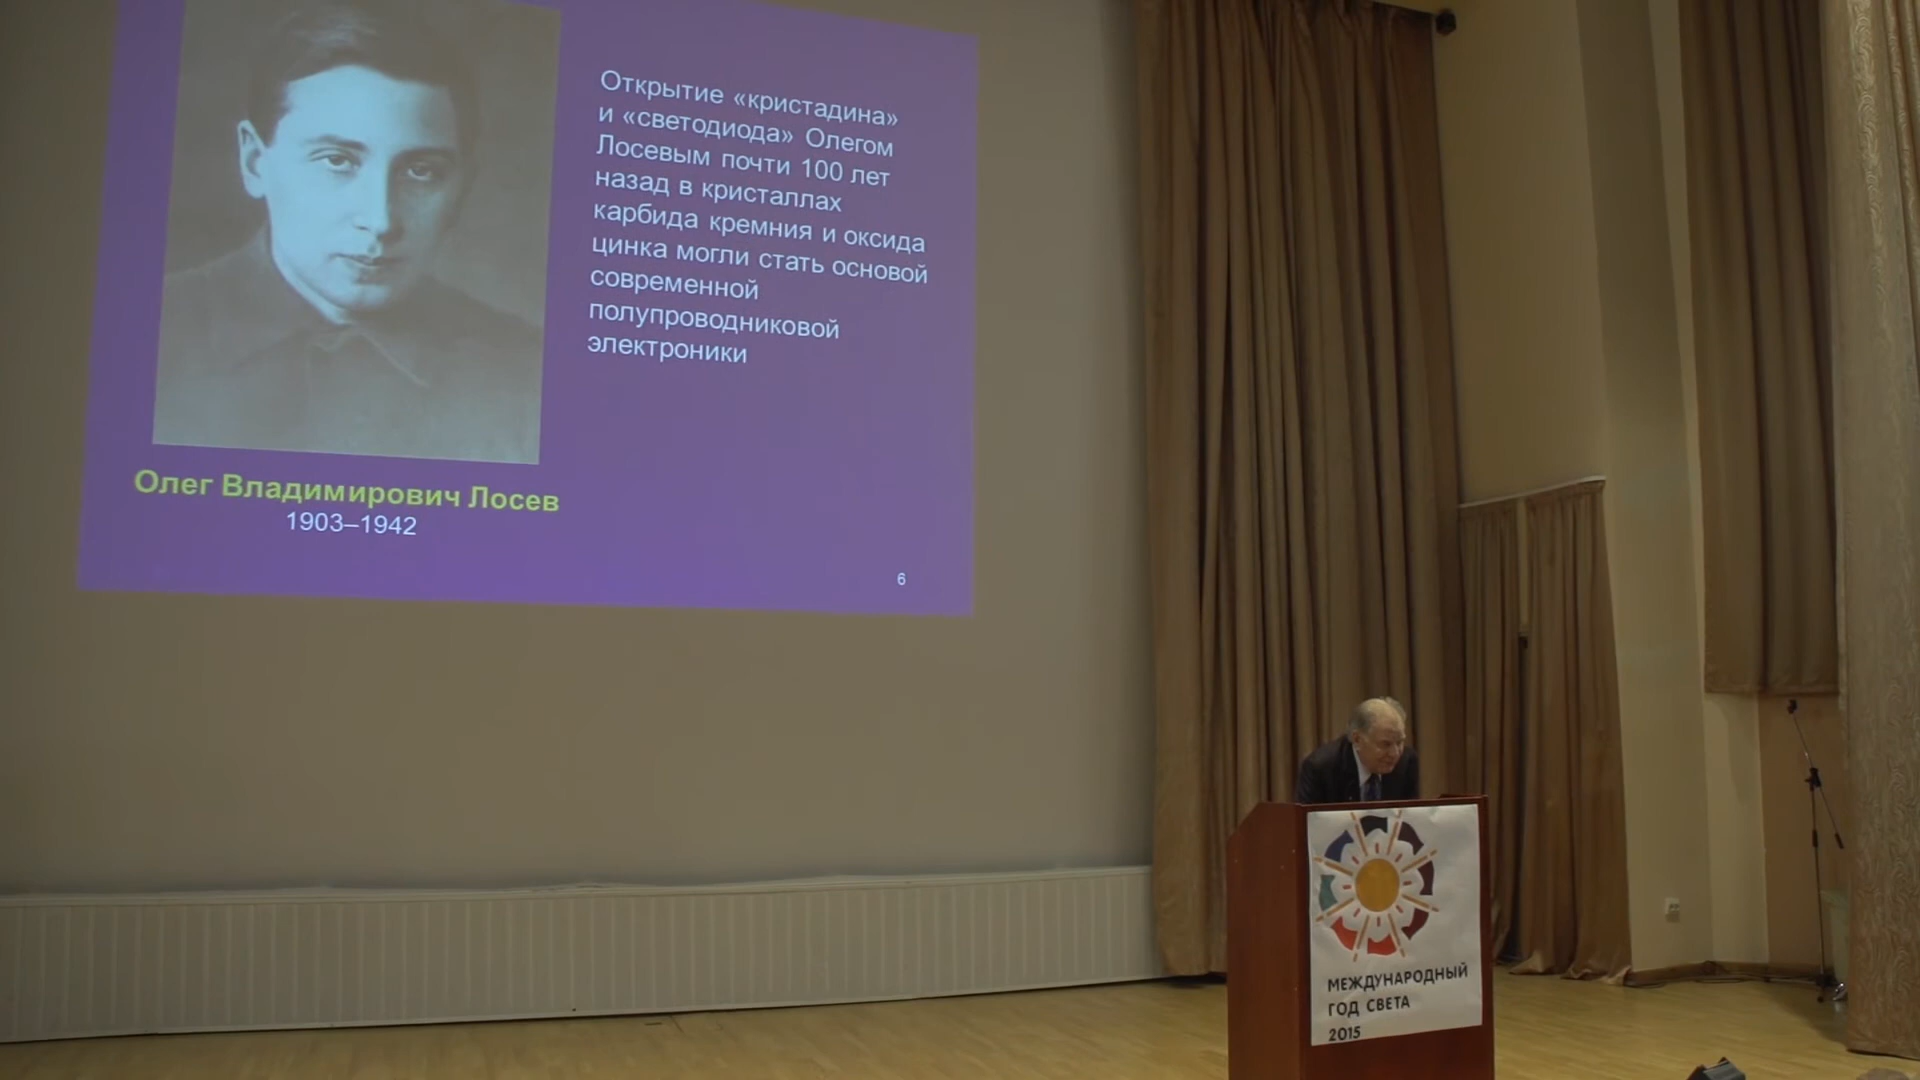 Открытие «кристадина»
и «светодиода» Олегом
Лосевым почти 100 лет
назад в кристаллах
карбида кремния и оксида
цинка могли стать основой
современной
полупроводниковой
электроники
Олег Владимирович Лосев
1903–1942
6
МЕЖДУНАРОДНЫЙ
ГОД СВЕТА
2015